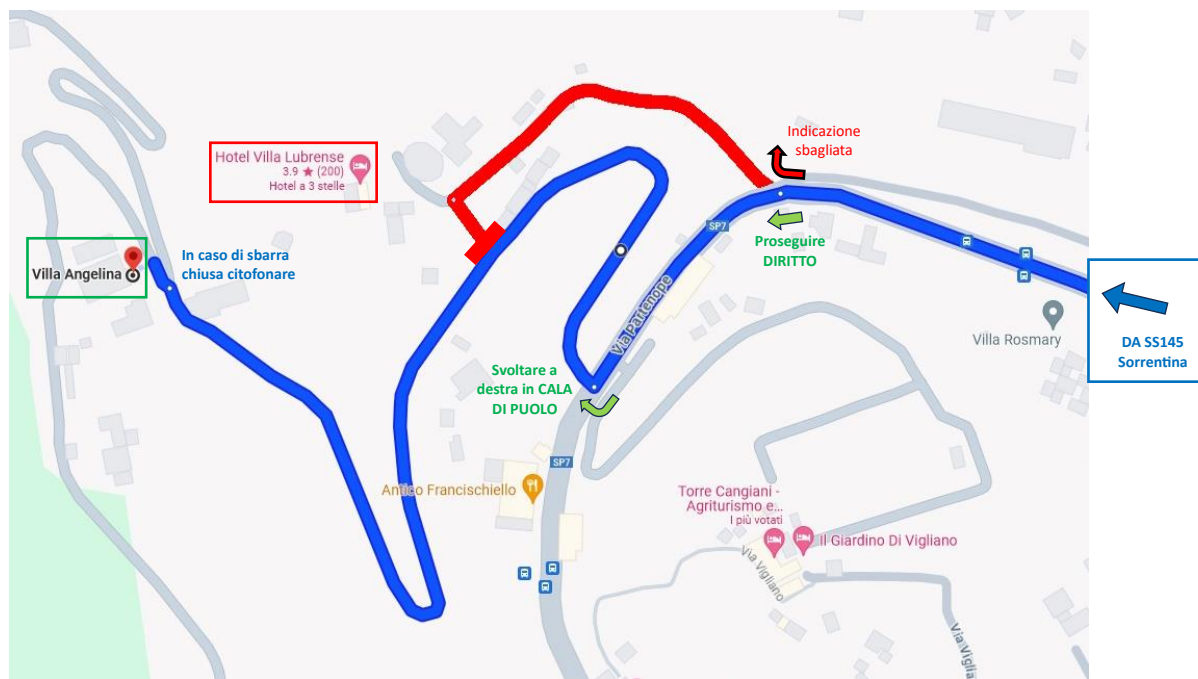 Indicazione
sbagliata
Hotel Villa Lubrense
3.9 ★ (200)
Hotel a 3 stelle
SP7
Proseguire
DIRITTO
In caso di sbarra
chiusa citofonare
Villa Angelina
Via Partenope
Villa Rosmary
DA SS145
Sorrentina
Svoltare a
destra in CALA
DI PUOLO
SP7
Antico Francischiello
Torre Cangiani -
Agriturismo e...
I più votati
Il Giardino Di Vigliano
Via Vigliano
Via Viglia